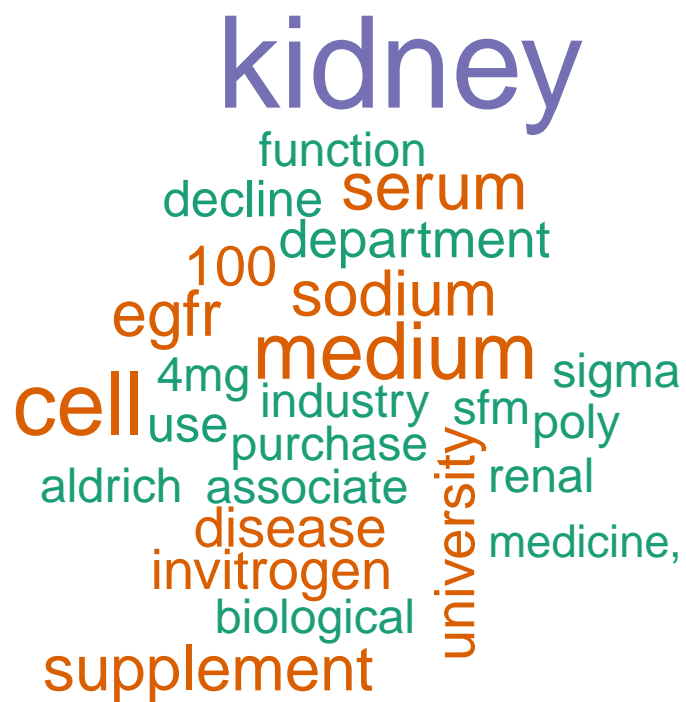 kidney
function
decline serum
department
100 sodium
egfr
medium
cell 4mg sigma
industry sfm poly
use purchase
aldrich associate renal
disease
university
medicine,
invitrogen
biological
supplement